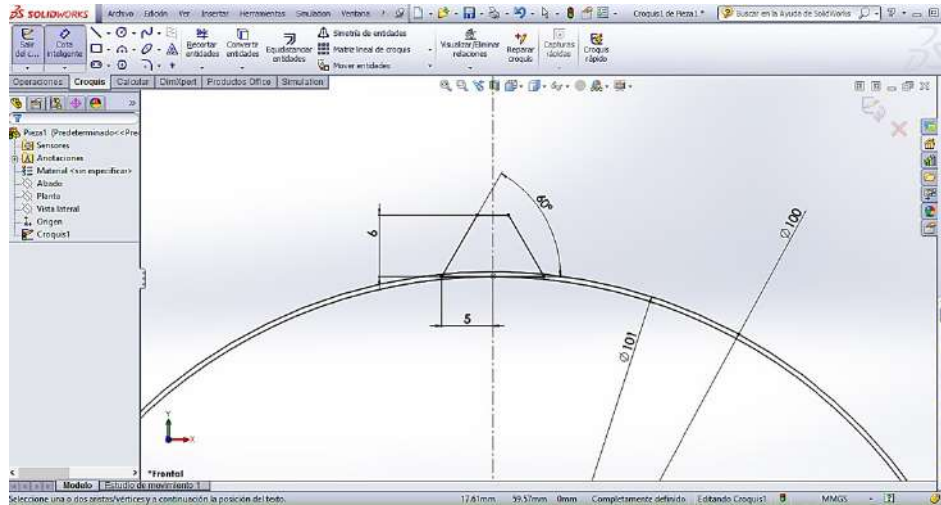 SOLIDWORKS
Archivo Edición Ver Insertar Herramientas Simulation Ventana ?
Croquis1 de Pieza1 *
Buscar en la Ayuda de SolidWorks
Salir del c...
Cota inteligente
Recortar entidades
Convertir entidades
Equidistanciar entidades
Simetría de entidades
Matriz lineal de croquis
Mover entidades
Visualizar/Eliminar relaciones
Reparar croquis
Capturas rápidas
Croquis rápido
Operaciones Croquis Calcular DimXpert Productos Office Simulation
Pieza1 (Predeterminado<<Pre
Sensores
Anotaciones
Material <sin especificar>
Alzado
Planta
Vista lateral
Origen
Croquis1
60°
6
5
Ø100
Ø101
Y
X
*Frontal
Modelo Estudio de movimiento 1
Seleccione una o dos aristas/vértices y a continuación la posición del texto.
17.61mm 59.57mm 0mm Completamente definido Editando Croquis1 MMGS